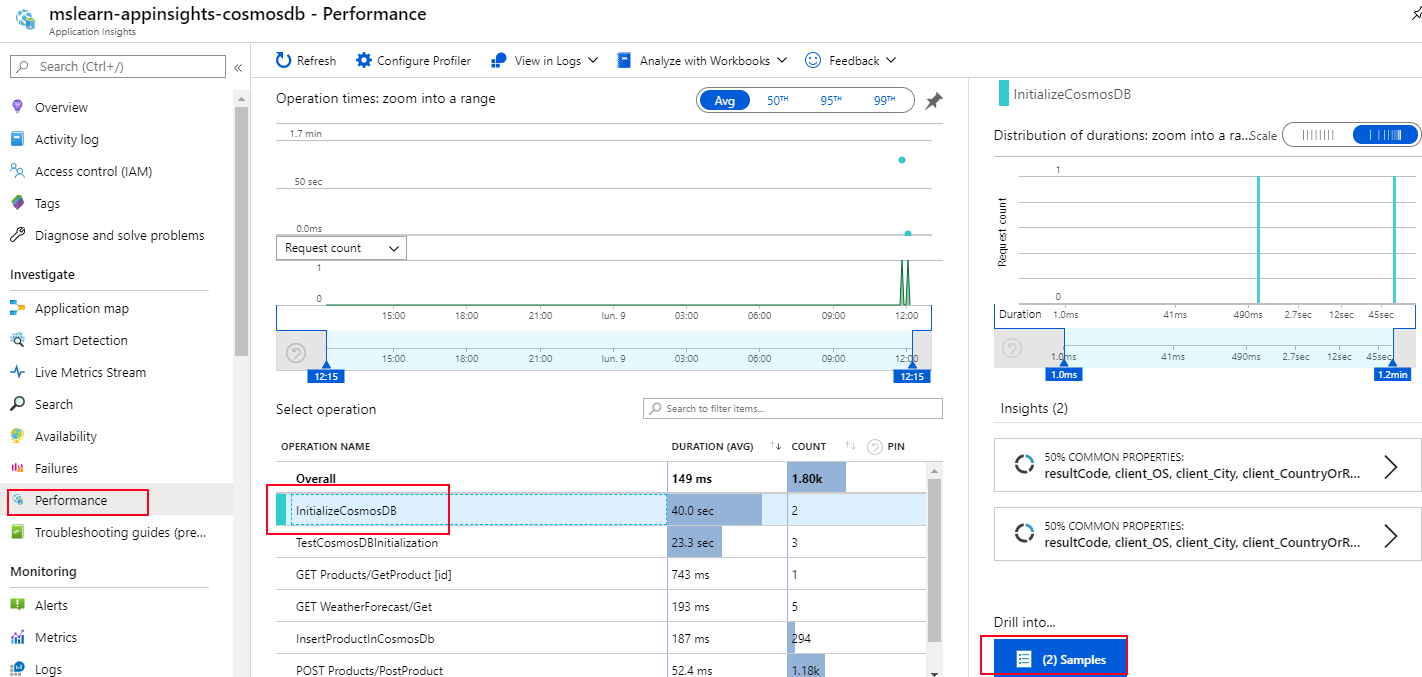 mslearn-appinsights-cosmosdb - Performance
Application Insights
Search (Ctrl+/)
«
Overview
Activity log
Access control (IAM)
Tags
Diagnose and solve problems
Investigate
Application map
Smart Detection
Live Metrics Stream
Search
Availability
Failures
Performance
Troubleshooting guides (pre...
Monitoring
Alerts
Metrics
Logs
Refresh
Configure Profiler
View in Logs
Analyze with Workbooks
Feedback
Operation times: zoom into a range
Avg 50TH 95TH 99TH
1.7 min
50 sec
0.0ms
Request count
1
0
15:00 18:00 21:00 lun. 9 03:00 06:00 09:00 12:00
15:00 18:00 21:00 lun. 9 03:00 06:00 09:00 12:00
12:15 12:15
Select operation
Search to filter items...
OPERATION NAME DURATION (AVG) ↑↓ COUNT ↑↓ PIN
Overall 149 ms 1.80k
InitializeCosmosDB 40.0 sec 2
TestCosmosDBInitialization 23.3 sec 3
GET Products/GetProduct [id] 743 ms 1
GET WeatherForecast/Get 193 ms 5
InsertProductInCosmosDb 187 ms 294
POST Products/PostProduct 52.4 ms 1.18k
InitializeCosmosDB
Distribution of durations: zoom into a ra...Scale
1
Request count
0
Duration 1.0ms 41ms 490ms 2.7sec 12sec 45sec
1.0ms 41ms 490ms 2.7sec 12sec 45sec
1.0ms 1.2min
Insights (2)
50% COMMON PROPERTIES:
resultCode, client_OS, client_City, client_CountryOrR...
50% COMMON PROPERTIES:
resultCode, client_OS, client_City, client_CountryOrR...
Drill into...
(2) Samples